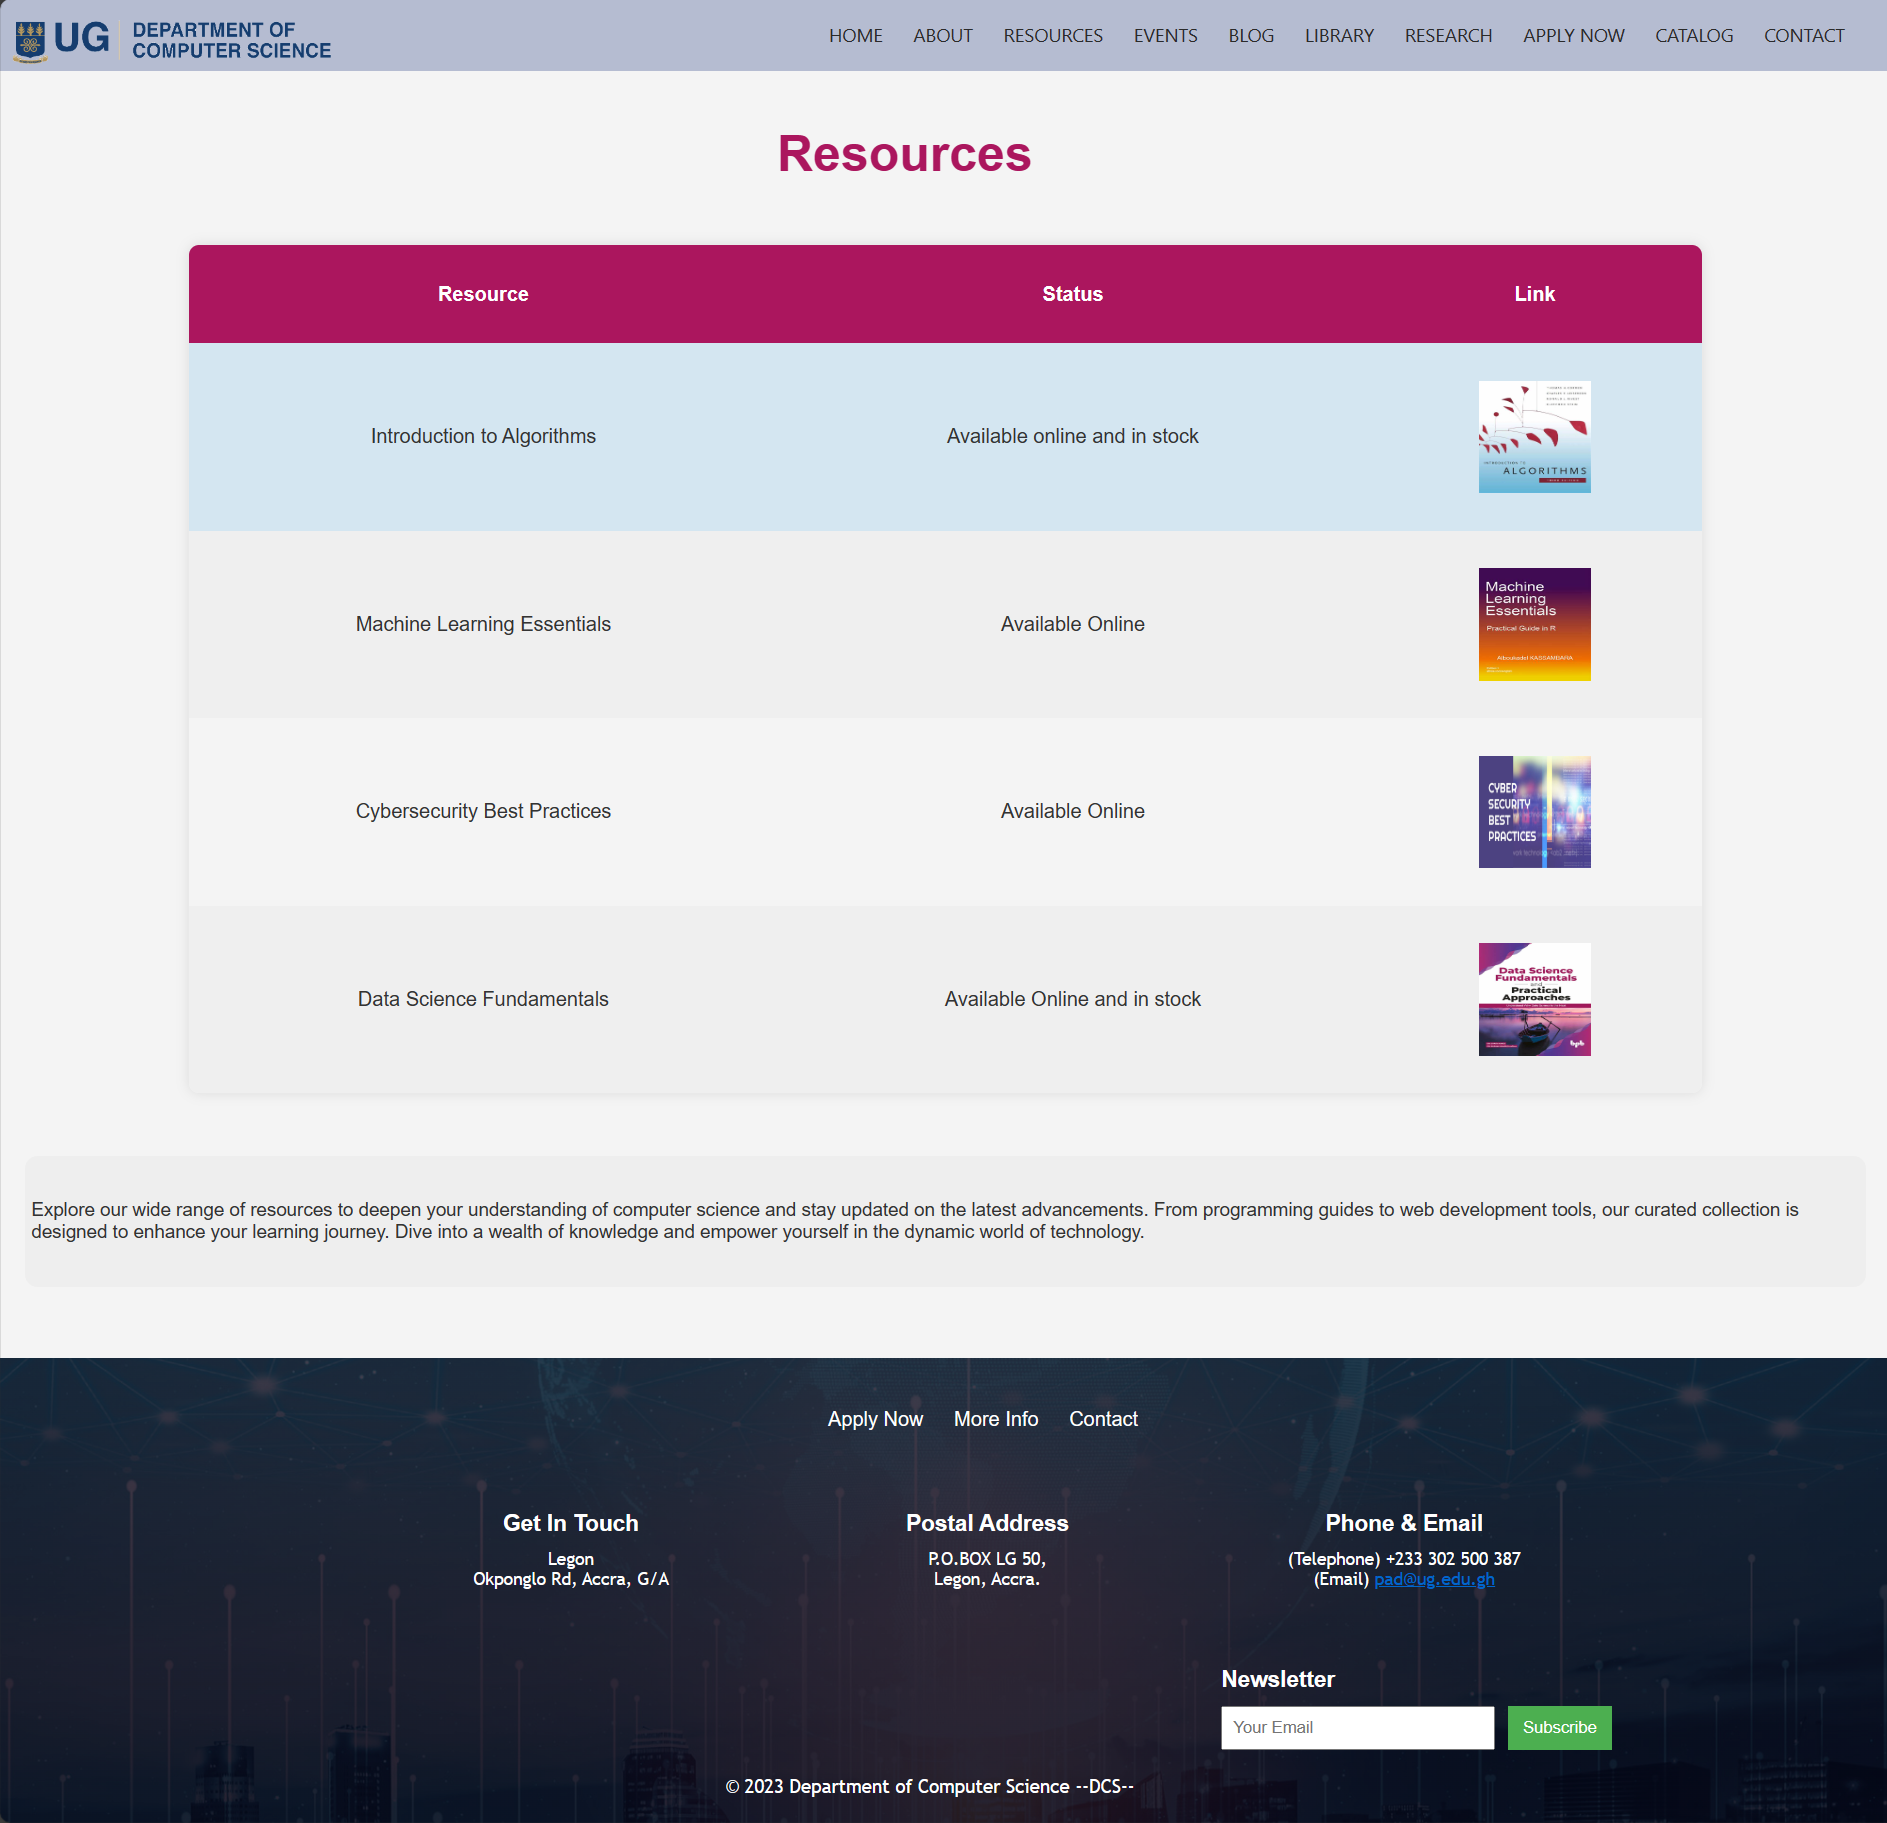 UG
DEPARTMENT OF
COMPUTER SCIENCE
HOME ABOUT RESOURCES EVENTS BLOG LIBRARY RESEARCH APPLY NOW CATALOG CONTACT
Resources
Resource Status Link
Introduction to Algorithms Available online and in stock
INTRODUCTION TO
ALGORITHMS
Machine Learning Essentials Available Online
Machine
Learning
Essentials
Practical Guide in R
Alboukadel KASSAMBARA
Cybersecurity Best Practices Available Online
CYBER
SECURITY
BEST
PRACTICES
Data Science Fundamentals Available Online and in stock
Data Science
Fundamentals
and
Practical
Approaches
bpb
Explore our wide range of resources to deepen your understanding of computer science and stay updated on the latest advancements. From programming guides to web development tools, our curated collection is
designed to enhance your learning journey. Dive into a wealth of knowledge and empower yourself in the dynamic world of technology.
Apply Now More Info Contact
Get In Touch
Legon
Okponglo Rd, Accra, G/A
Postal Address
P.O.BOX LG 50,
Legon, Accra.
Phone & Email
(Telephone) +233 302 500 387
(Email) pad@ug.edu.gh
Newsletter
Your Email Subscribe
© 2023 Department of Computer Science --DCS--